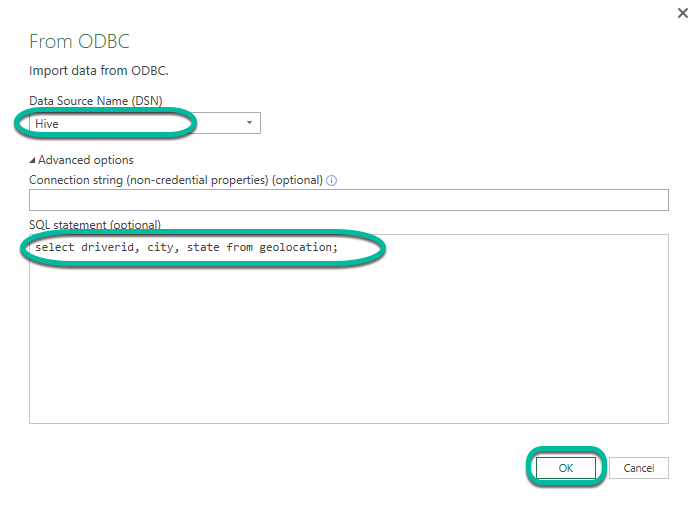 From ODBC
Import data from ODBC.
Data Source Name (DSN)
Hive
Advanced options
Connection string (non-credential properties) (optional)
SQL statement (optional)
select driverid, city, state from geolocation;
OK Cancel